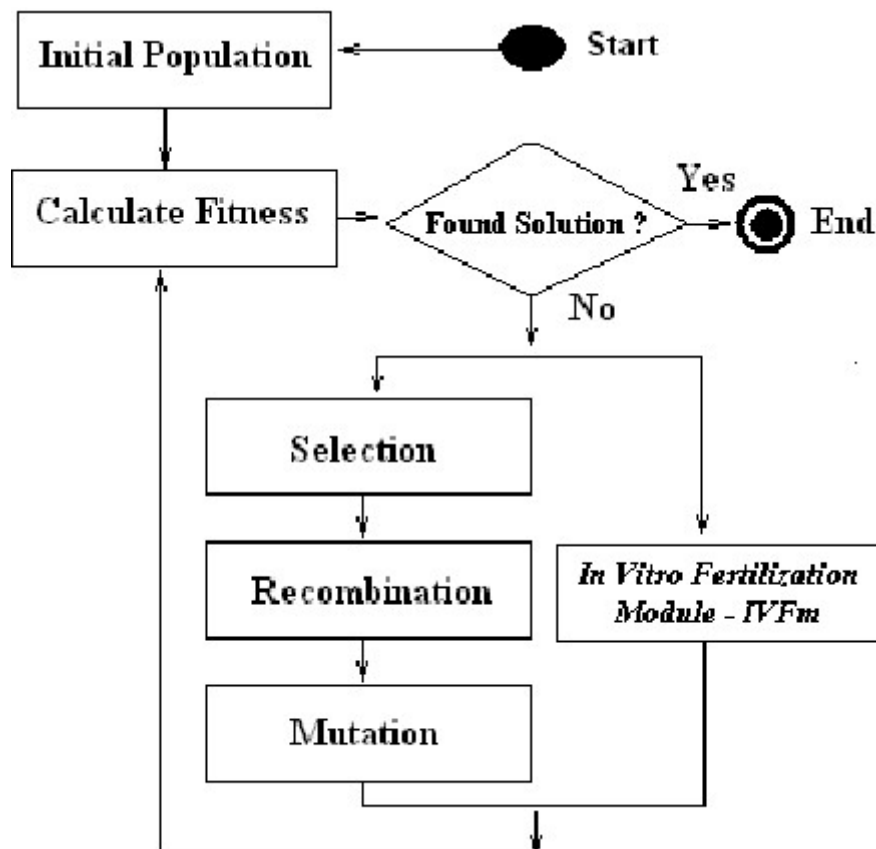 Start
Initial Population
Calculate Fitness
Found Solution ?
Yes
End
No
Selection
Recombination
Mutation
In Vitro Fertilization
Module - IVFm